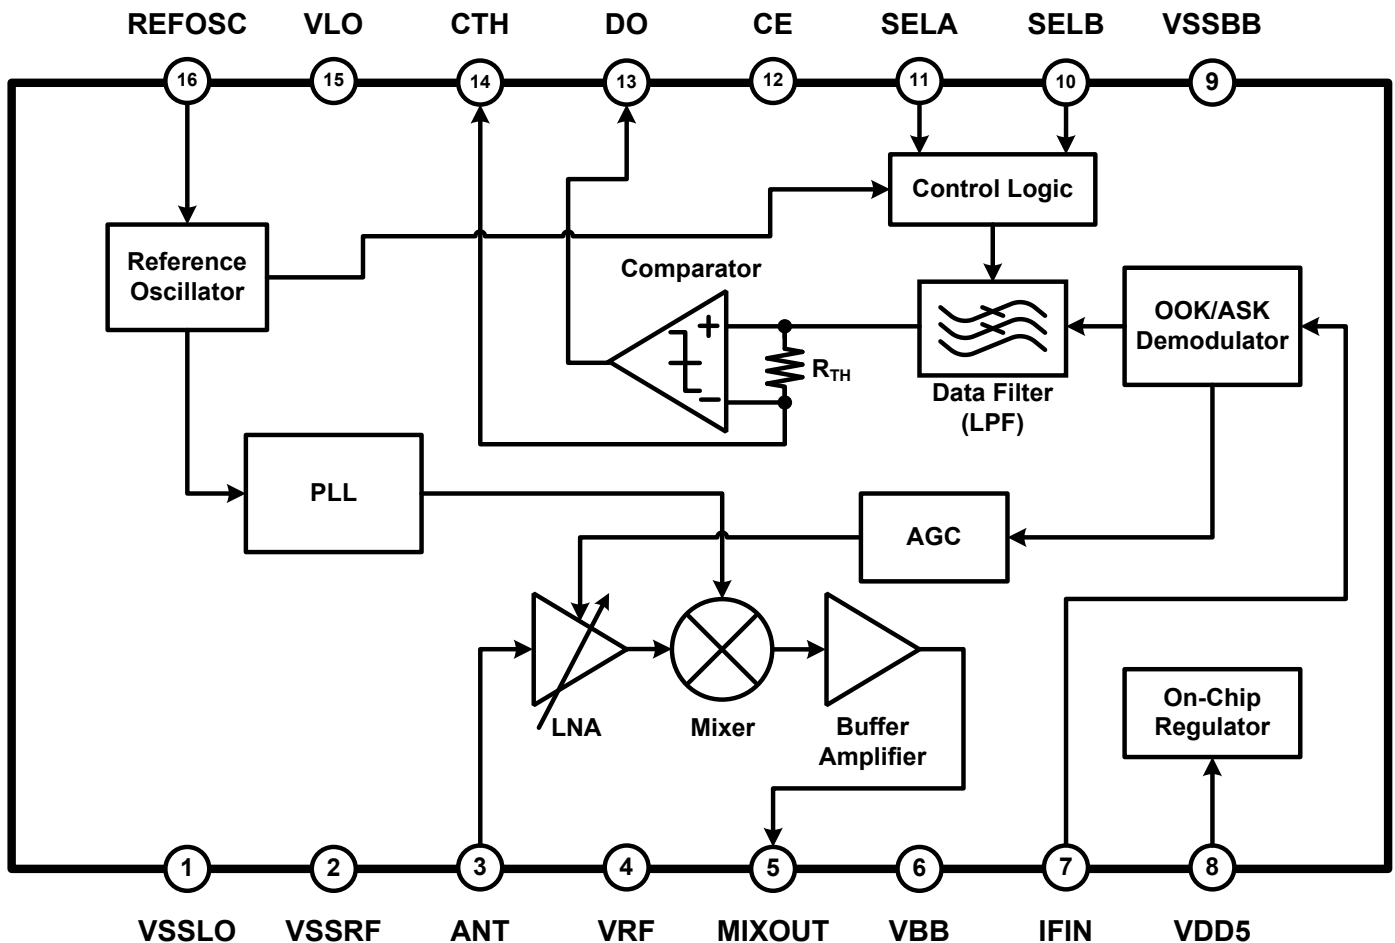 REFOSC VLO CTH DO CE SELA SELB VSSBB
16 15 14 13 12 11 10 9
Control Logic
Reference
Oscillator
Comparator
+
−
RTH
Data Filter
(LPF)
OOK/ASK
Demodulator
PLL
AGC
LNA
Mixer
Buffer
Amplifier
On-Chip
Regulator
1 2 3 4 5 6 7 8
VSSLO VSSRF ANT VRF MIXOUT VBB IFIN VDD5